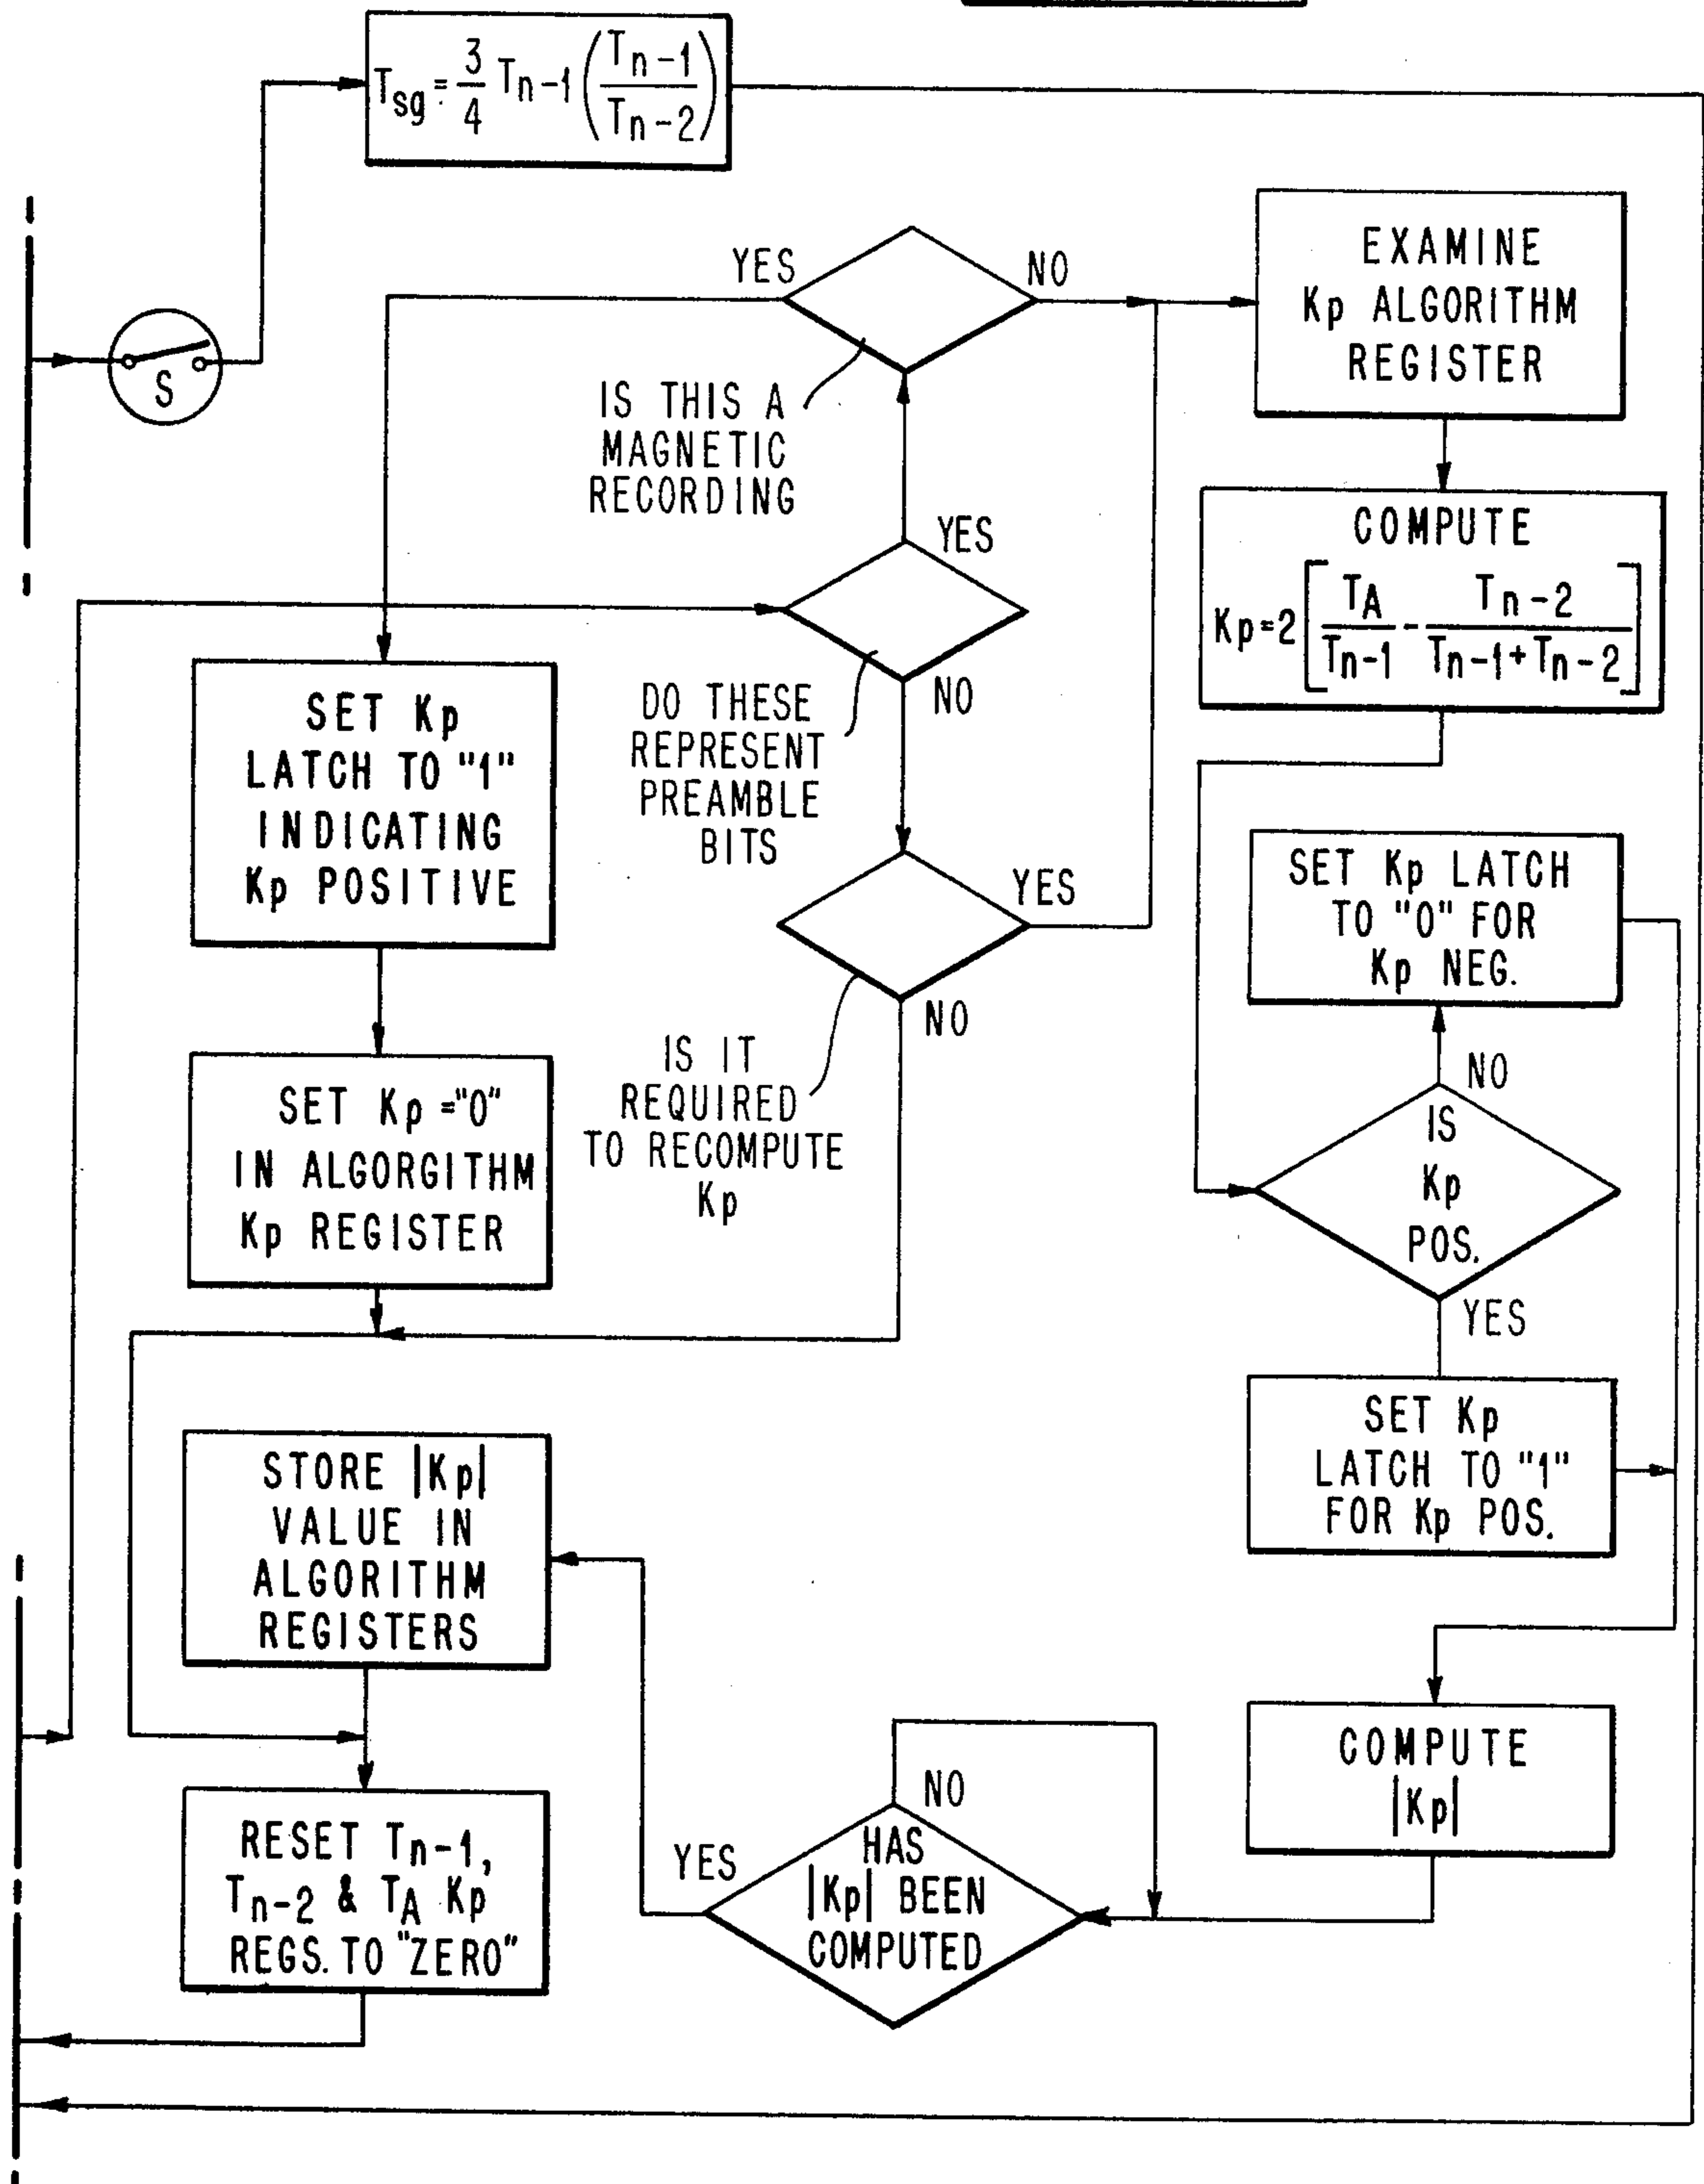 Tsg = 3/4 Tn-1 (Tn-1 / Tn-2)
S
YES
NO
IS THIS A
MAGNETIC
RECORDING
EXAMINE
Kp ALGORITHM
REGISTER
COMPUTE
Kp=2[TA/Tn-1 - Tn-2/Tn-1+Tn-2]
YES
NO
DO THESE
REPRESENT
PREAMBLE
BITS
SET Kp
LATCH TO "1"
INDICATING
Kp POSITIVE
YES
NO
IS IT
REQUIRED
TO RECOMPUTE
Kp
SET Kp LATCH
TO "0" FOR
Kp NEG.
NO
IS
Kp
POS.
YES
SET Kp ="0"
IN ALGORGITHM
Kp REGISTER
SET Kp
LATCH TO "1"
FOR Kp POS.
STORE |Kp|
VALUE IN
ALGORITHM
REGISTERS
COMPUTE
|Kp|
NO
YES
HAS
|Kp| BEEN
COMPUTED
RESET Tn-1,
Tn-2 & TA Kp
REGS. TO "ZERO"